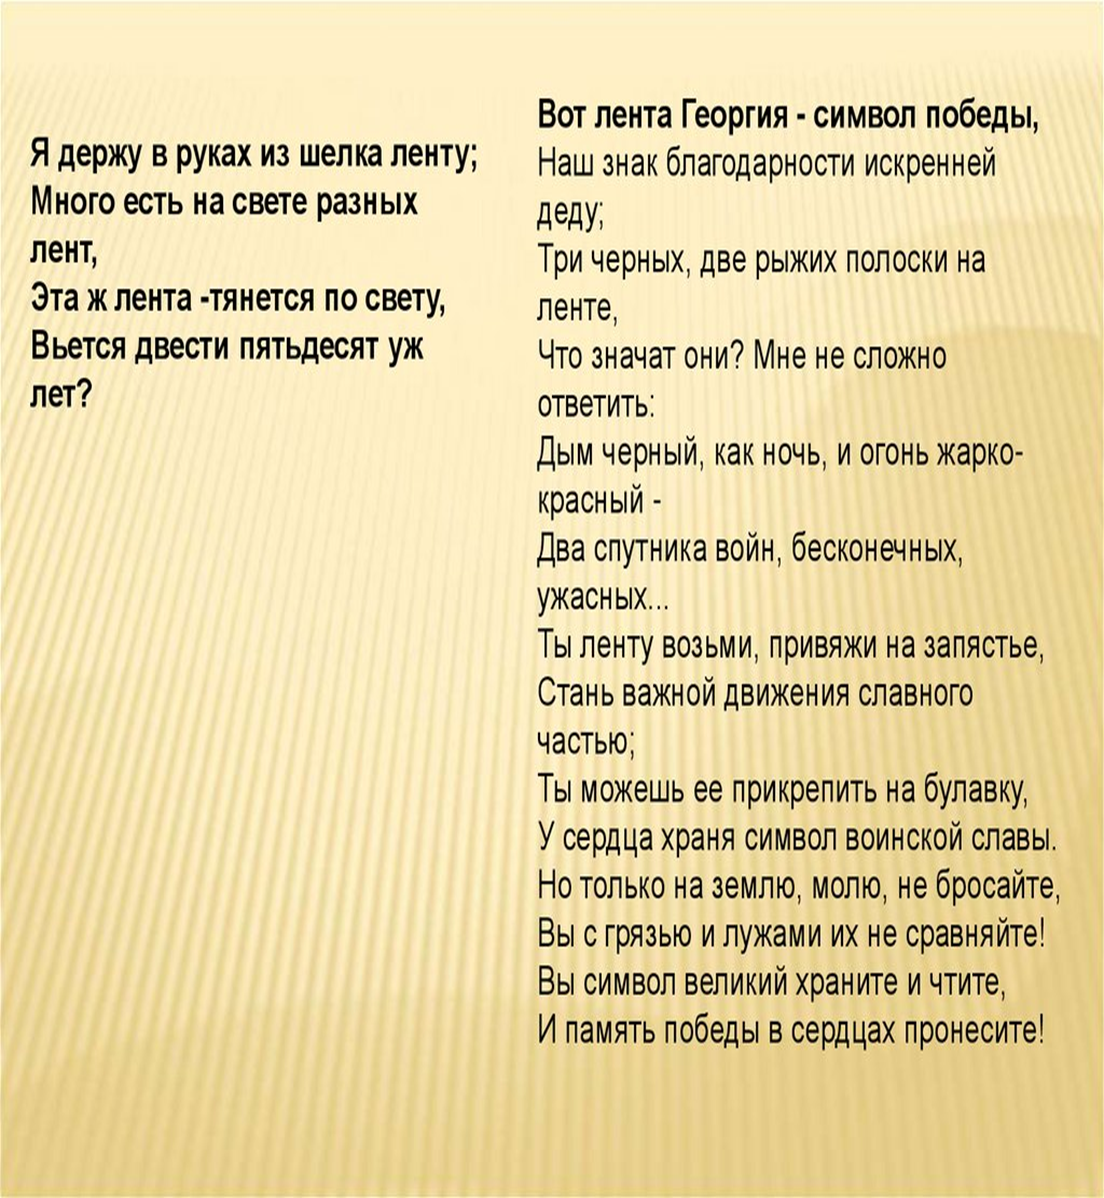 Я держу в руках из шелка ленту;
Много есть на свете разных
лент,
Эта ж лента -тянется по свету,
Вьется двести пятьдесят уж
лет?
Вот лента Георгия - символ победы,
Наш знак благодарности искренней
деду;
Три черных, две рыжих полоски на
ленте,
Что значат они? Мне не сложно
ответить:
Дым черный, как ночь, и огонь жарко-
красный -
Два спутника войн, бесконечных,
ужасных...
Ты ленту возьми, привяжи на запястье,
Стань важной движения славного
частью;
Ты можешь ее прикрепить на булавку,
У сердца храня символ воинской славы.
Но только на землю, молю, не бросайте,
Вы с грязью и лужами их не сравняйте!
Вы символ великий храните и чтите,
И память победы в сердцах пронесите!